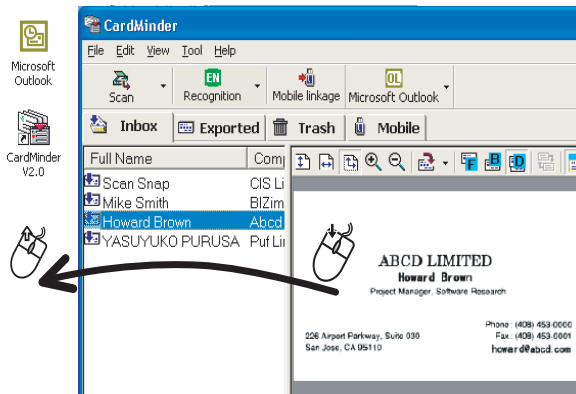 Microsoft
Outlook
CardMinder
V2.0
CardMinder
File Edit View Tool Help
Scan
EN
Recognition
Mobile linkage
OL
Microsoft Outlook
Inbox
Exported
Trash
Mobile
Full Name
Comp
F
B
D
Scan Snap CIS Li
Mike Smith BIZim
Howard Brown Abcd
YASUYUKO PURUSA Puf Lir
ABCD LIMITED
Howard Brown
Project Manager, Software Research
226 Airport Parkway, Suite 030
San Jose, CA 95110
Phone : (408) 453-0000
Fax : (408) 453-0001
howard@abcd.com